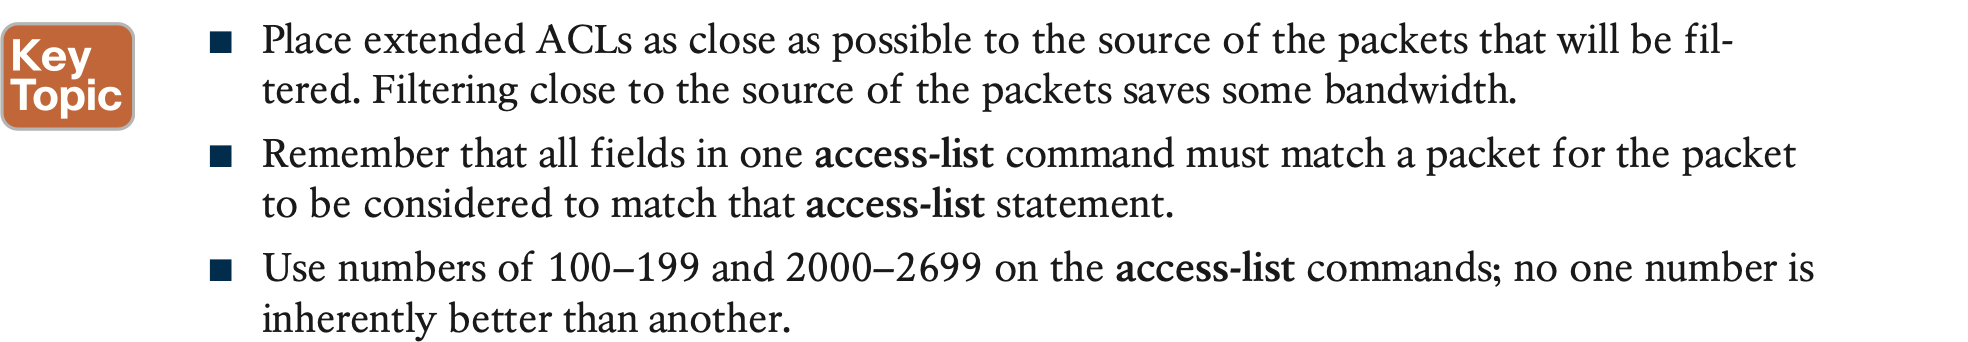 Key
Topic
■ Place extended ACLs as close as possible to the source of the packets that will be fil-
tered. Filtering close to the source of the packets saves some bandwidth.
■ Remember that all fields in one access-list command must match a packet for the packet
to be considered to match that access-list statement.
■ Use numbers of 100–199 and 2000–2699 on the access-list commands; no one number is
inherently better than another.